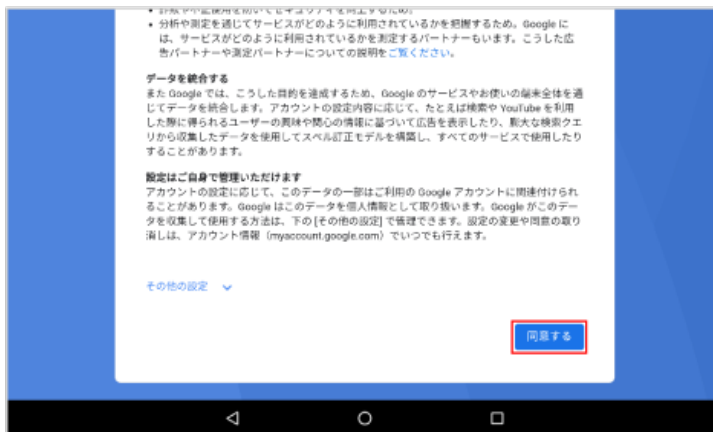 • 分析や測定を通じてサービスがどのように利用されているかを把握するため。Google に
は、サービスがどのように利用されているかを測定するパートナーもいます。こうした広
告パートナーや測定パートナーについての説明をご覧ください。
データを統合する
また Google では、こうした目的を達成するため、Google のサービスやお使いの端末全体を通
じてデータを統合します。アカウントの設定内容に応じて、たとえば検索や YouTube を利用
した際に得られるユーザーの興味や関心の情報に基づいて広告を表示したり、膨大な検索クエ
リから収集したデータを使用してスペル訂正モデルを構築し、すべてのサービスで使用したり
することがあります。
設定はご自身で管理いただけます
アカウントの設定に応じて、このデータの一部はご利用の Google アカウントに関連付けられ
ることがあります。Google はこのデータを個人情報として取り扱います。Google がこのデー
タを収集して使用する方法は、下の [その他の設定] で管理できます。設定の変更や同意の取り
消しは、アカウント情報（myaccount.google.com）でいつでも行えます。
その他の設定
同意する